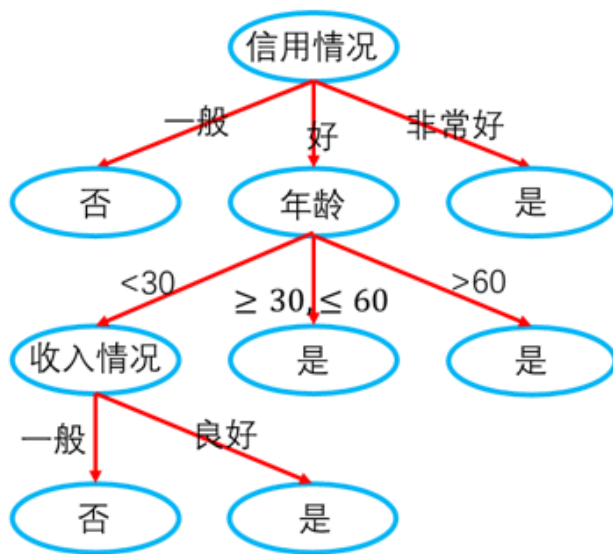 信用情况
一般 好 非常好
否 年龄 是
<30 ≥ 30, ≤ 60 >60
收入情况 是 是
一般 良好
否 是